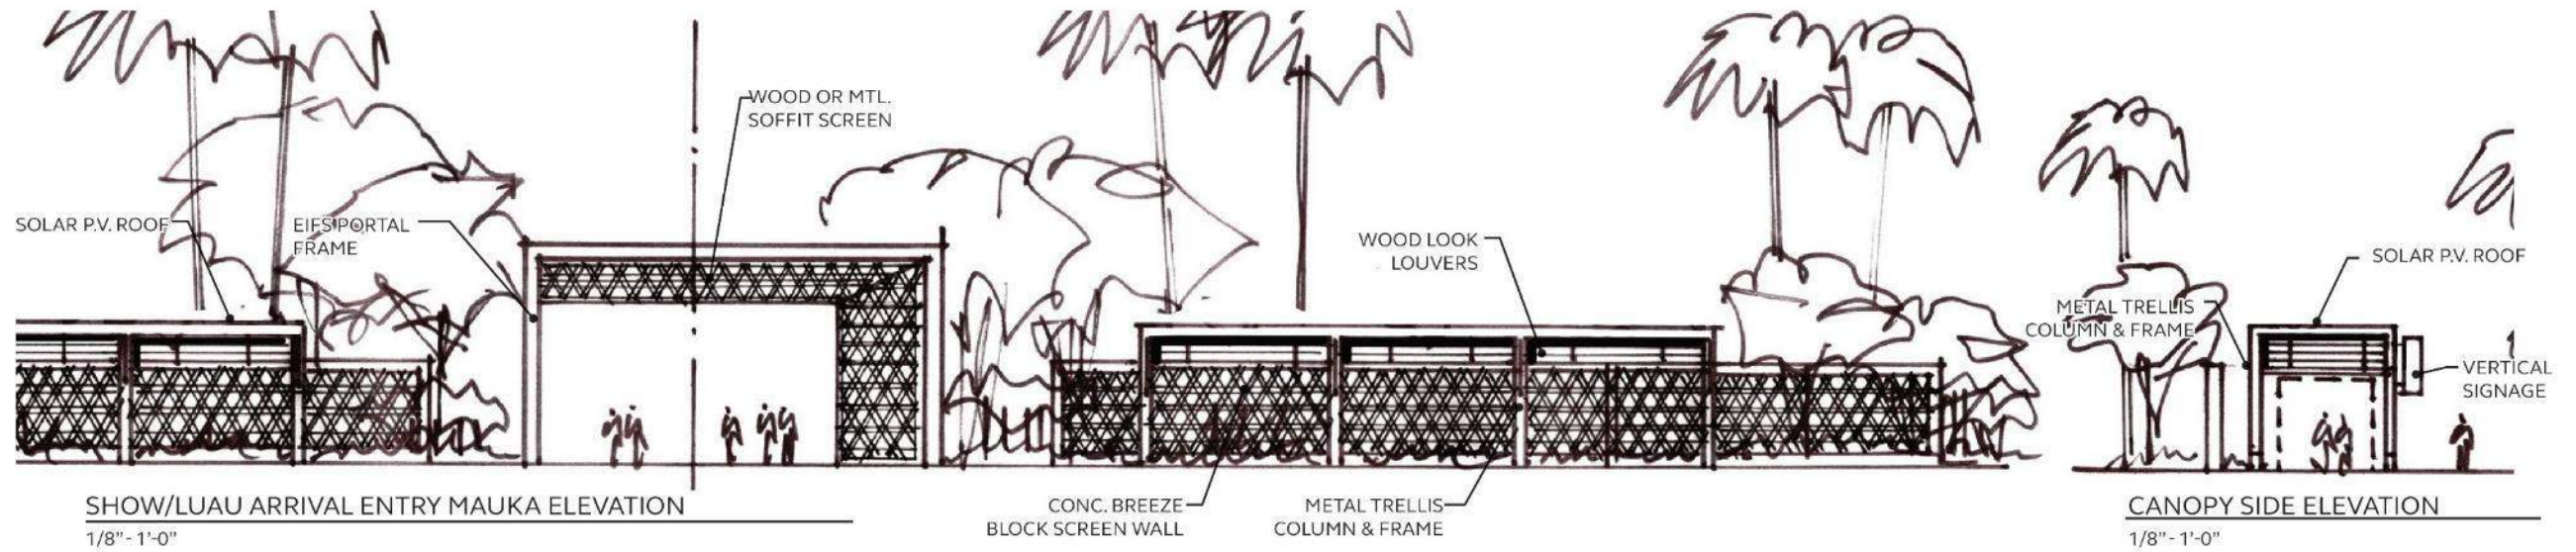 WOOD OR MTL.
SOFFIT SCREEN
SOLAR P.V. ROOF
EIFS PORTAL
FRAME
WOOD LOOK
LOUVERS
SOLAR P.V. ROOF
METAL TRELLIS
COLUMN & FRAME
VERTICAL
SIGNAGE
CONC. BREEZE
BLOCK SCREEN WALL
METAL TRELLIS
COLUMN & FRAME
SHOW/LUAU ARRIVAL ENTRY MAUKA ELEVATION
1/8"- 1'-0"
CANOPY SIDE ELEVATION
1/8"- 1'-0"